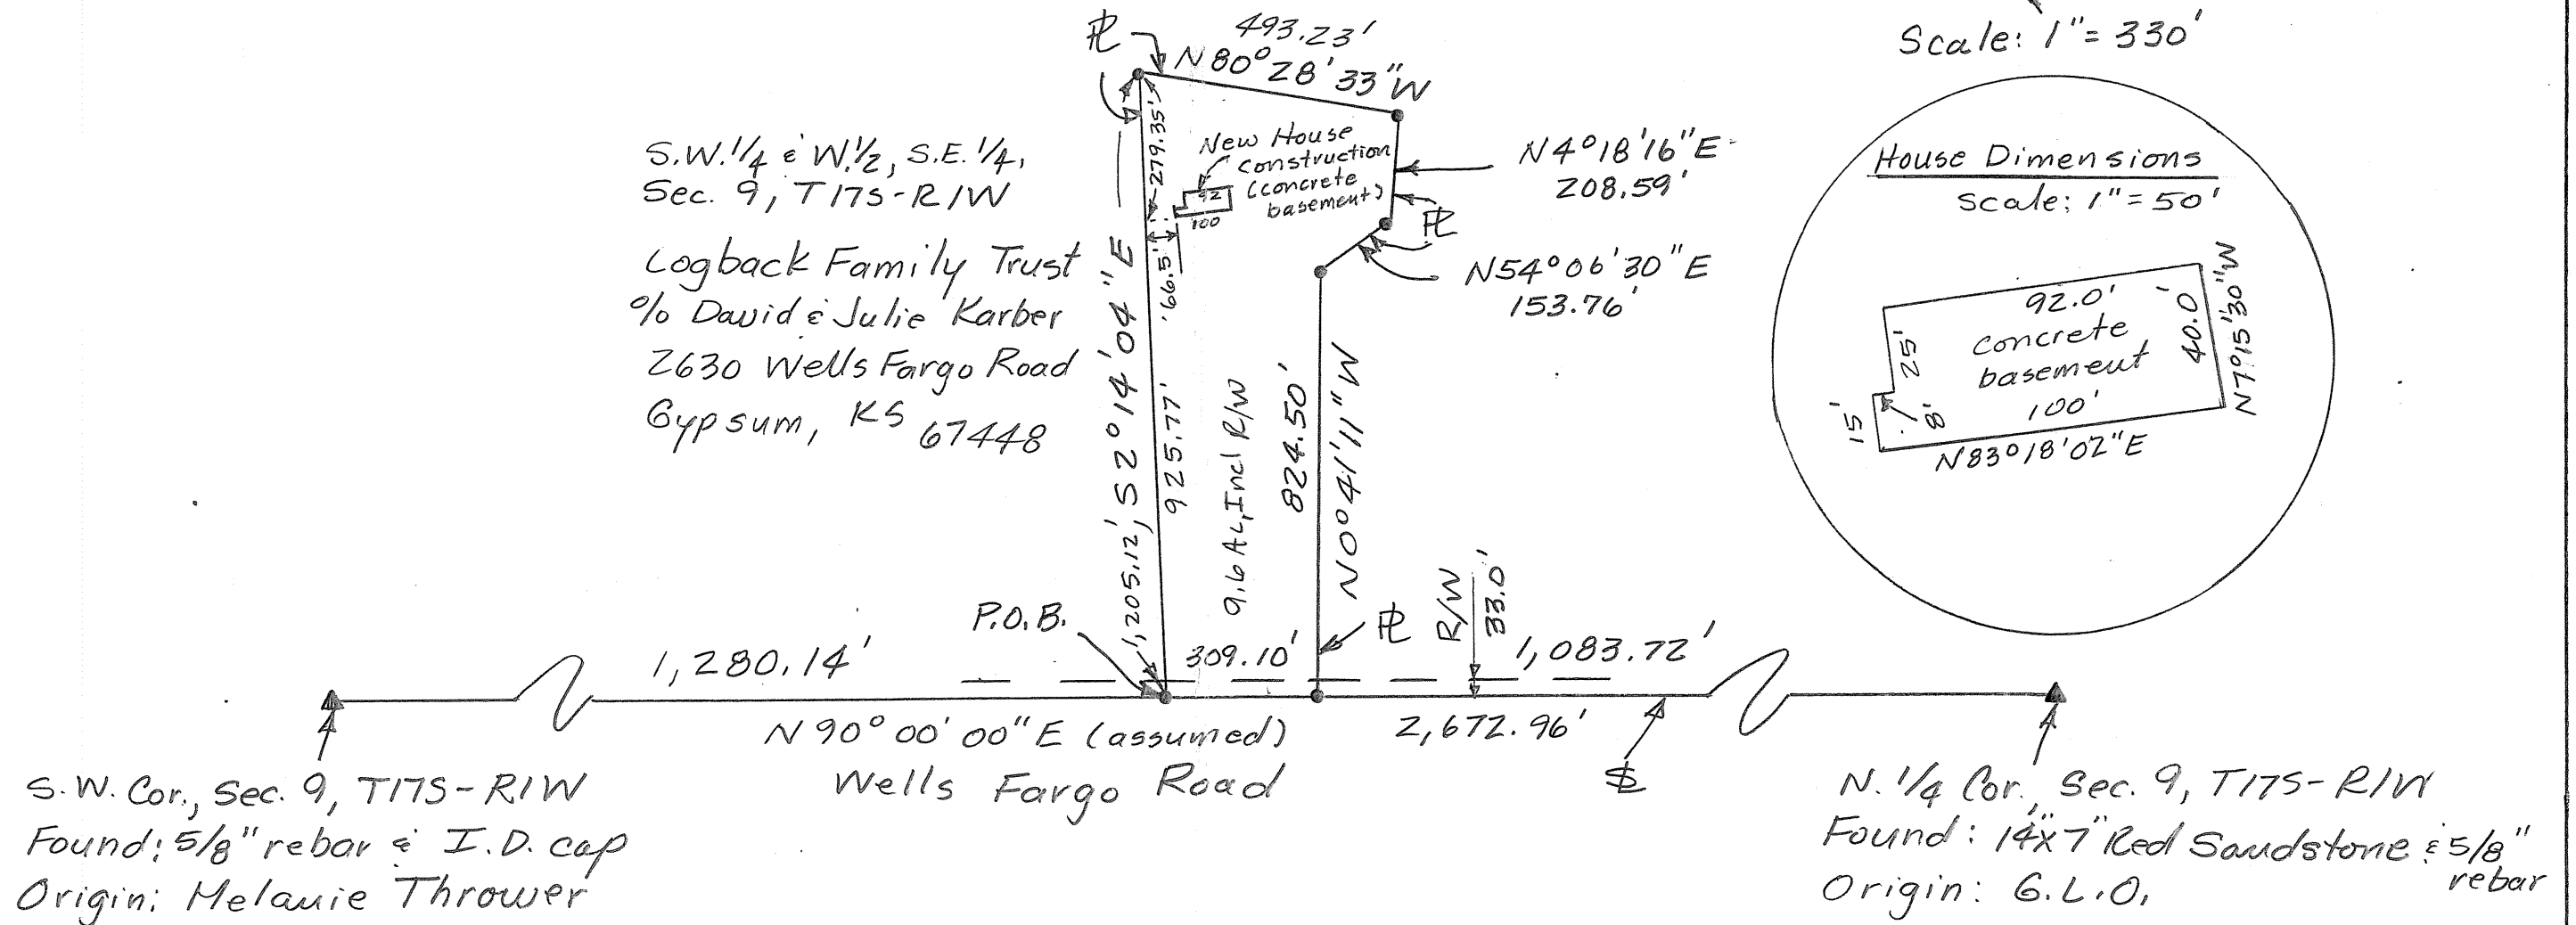 493.23'
N80°28'33"W
Scale: 1"=330'
S.W.1/4 & W.1/2, S.E.1/4,
Sec. 9, T17S-R1W
Logback Family Trust
% David & Julie Karber
2630 Wells Fargo Road
Gypsum, KS 67448
279.35'
New House
Construction
(concrete
basement)
92
100
66.5'
N4°18'16"E
208.59'
N54°06'30"E
153.76'
1,205.12', S2°14'04"E
925.77'
9.6 Ac, Incl R/W
824.50'
N0°41'11"W
House Dimensions
Scale: 1"=50'
92.0'
concrete
basement
100'
25'
40.0'
N7°15'30"W
15'
8'
N83°18'02"E
P.O.B.
R/W
33.0'
1,280.14'
309.10'
1,083.72'
N90°00'00"E (assumed)
2,672.96'
Wells Fargo Road
S.W. Cor., Sec. 9, T17S-R1W
Found: 5/8" rebar & I.D. cap
Origin: Melanie Thrower
N. 1/4 Cor., Sec. 9, T17S-R1W
Found: 14"x7" Red Sandstone & 5/8"
rebar
Origin: G.L.O.